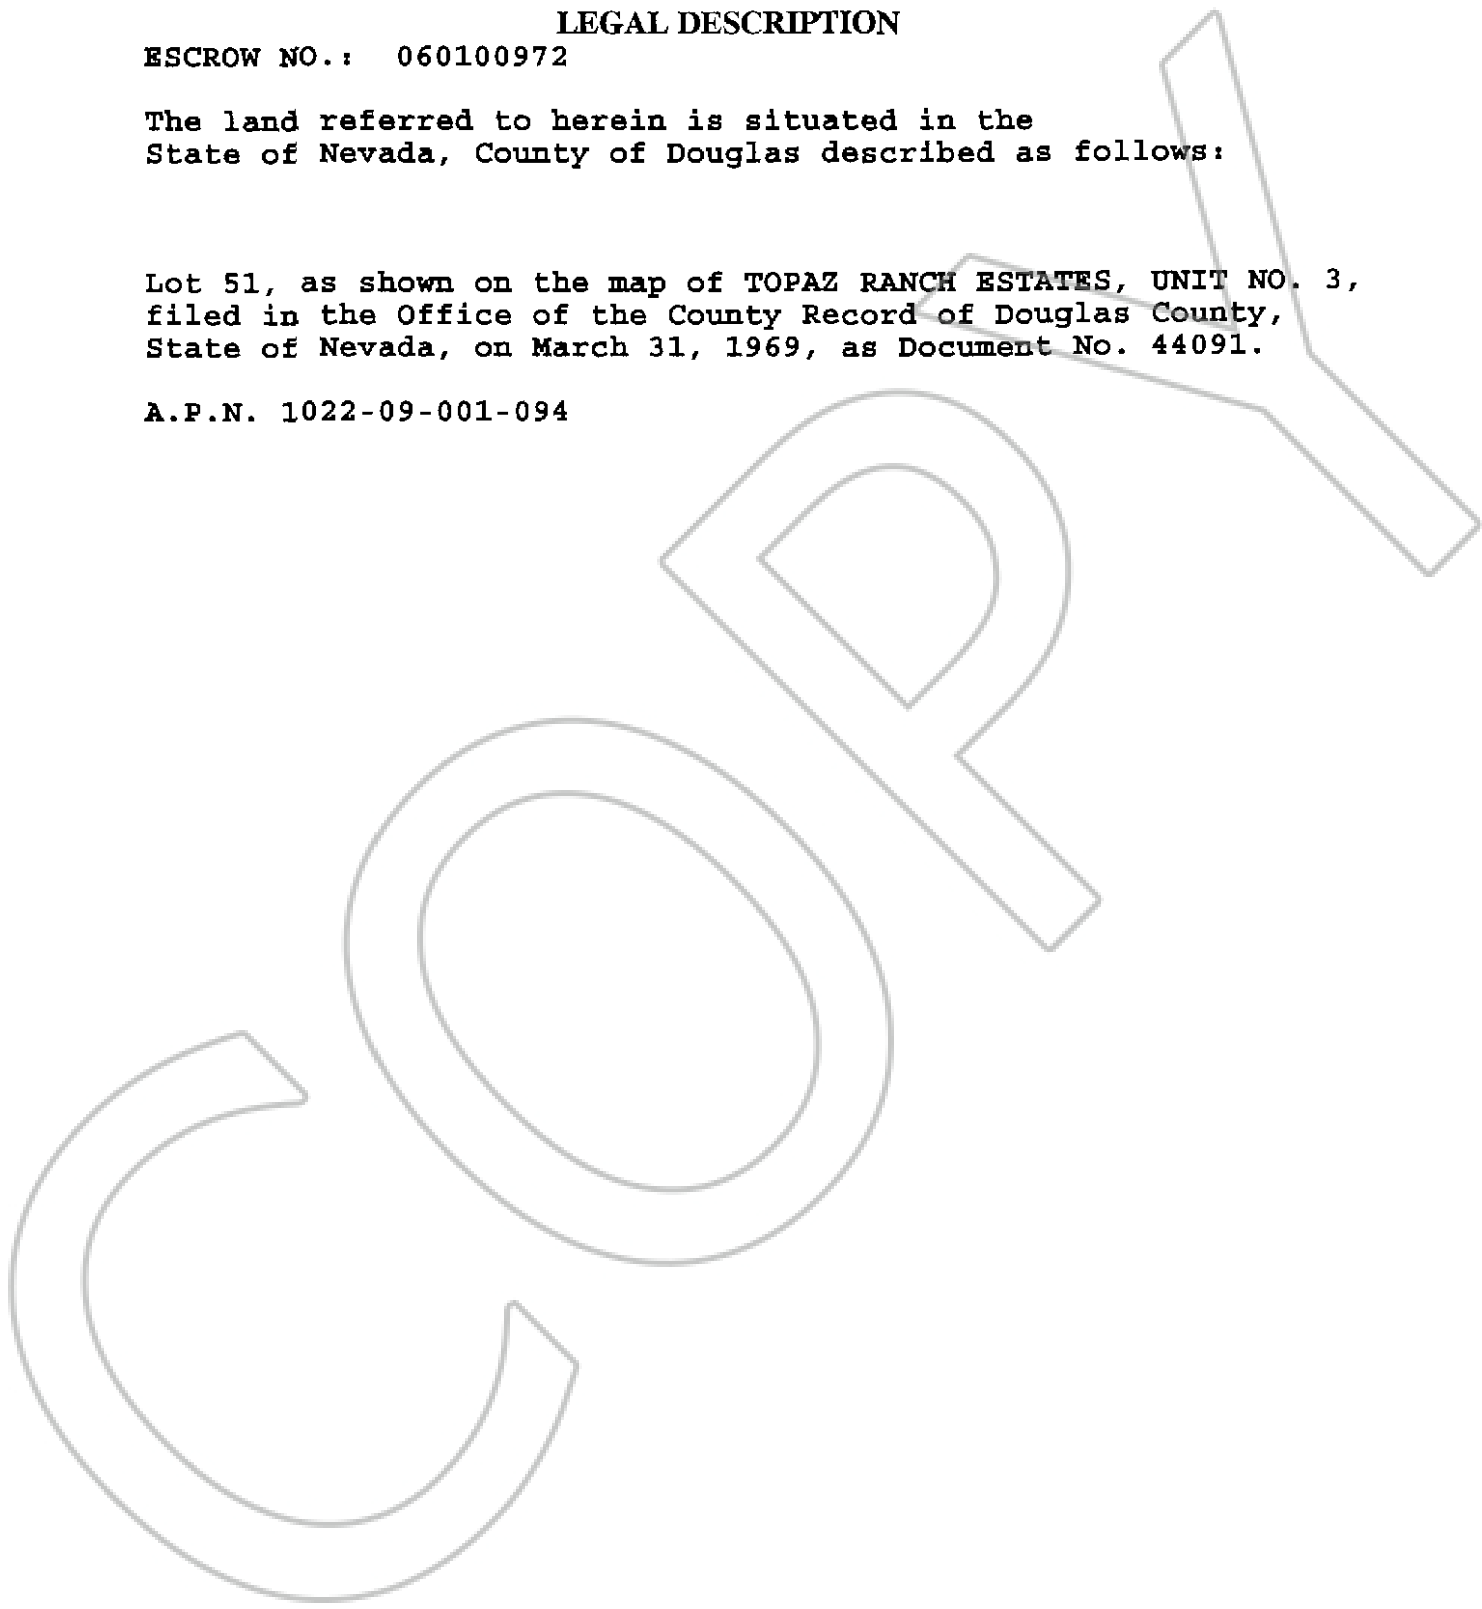 LEGAL DESCRIPTION
ESCROW NO.: 060100972
The land referred to herein is situated in the
State of Nevada, County of Douglas described as follows:
Lot 51, as shown on the map of TOPAZ RANCH ESTATES, UNIT NO. 3,
filed in the Office of the County Record of Douglas County,
State of Nevada, on March 31, 1969, as Document No. 44091.
A.P.N. 1022-09-001-094
COPY